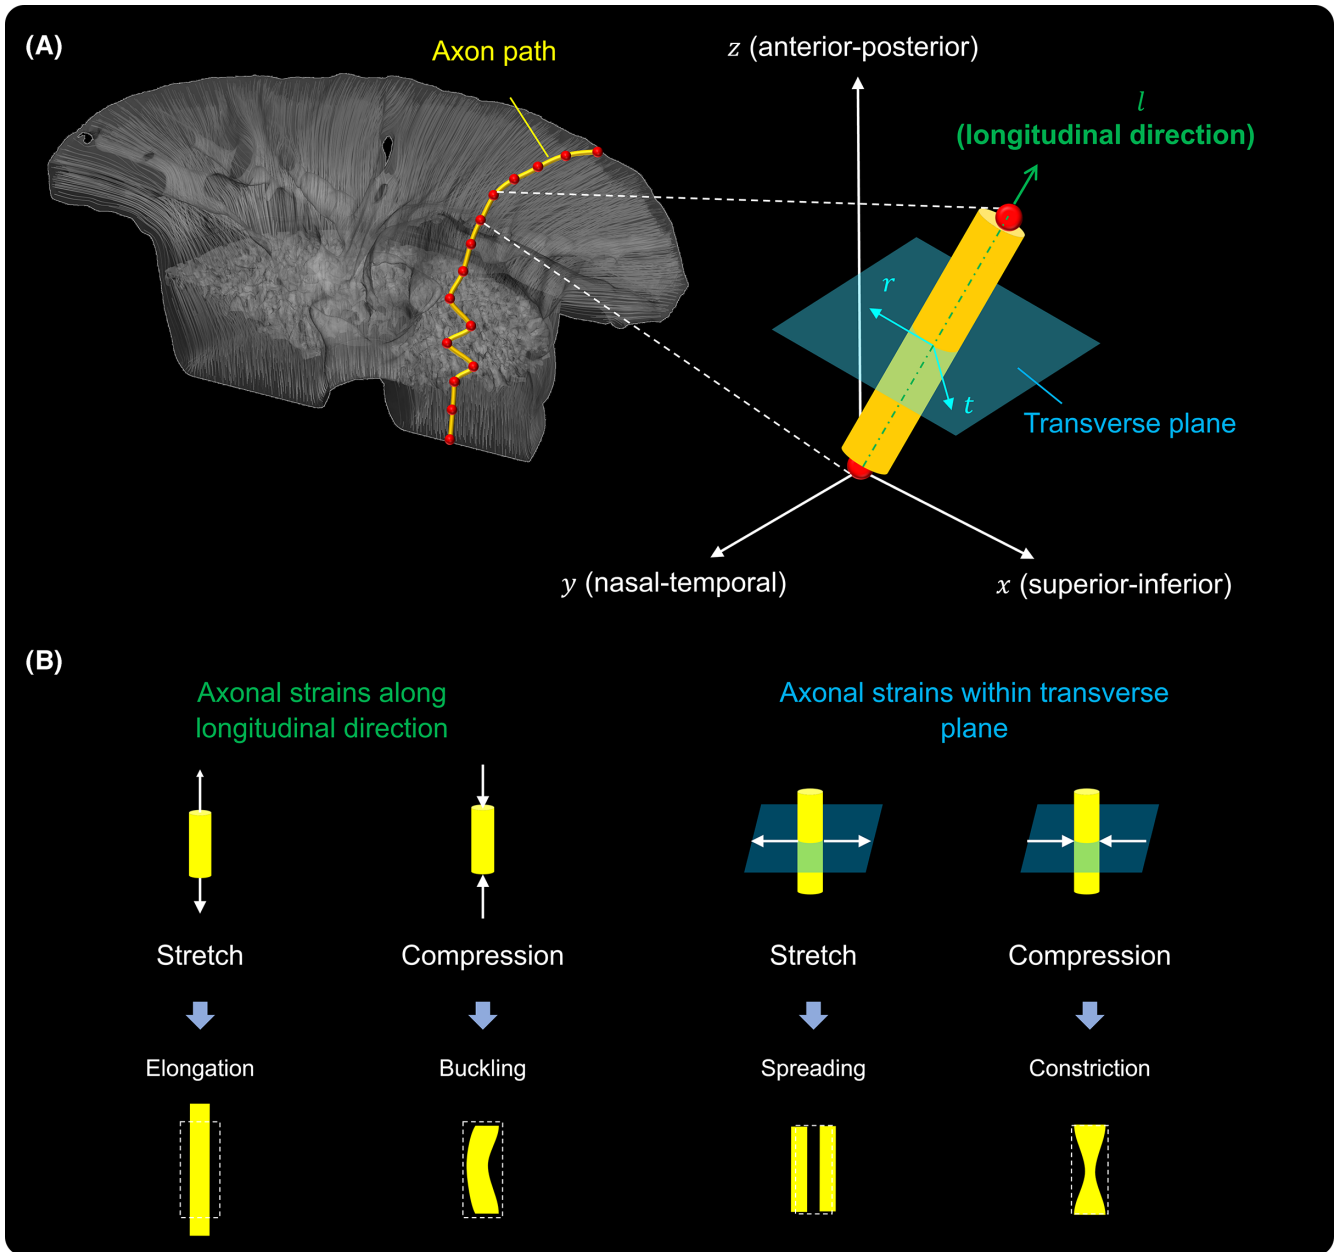 (A)
Axon path
z (anterior-posterior)
l
(longitudinal direction)
r
t
Transverse plane
y (nasal-temporal)
x (superior-inferior)
(B)
Axonal strains along
longitudinal direction
Axonal strains within transverse
plane
Stretch
Compression
Stretch
Compression
Elongation
Buckling
Spreading
Constriction